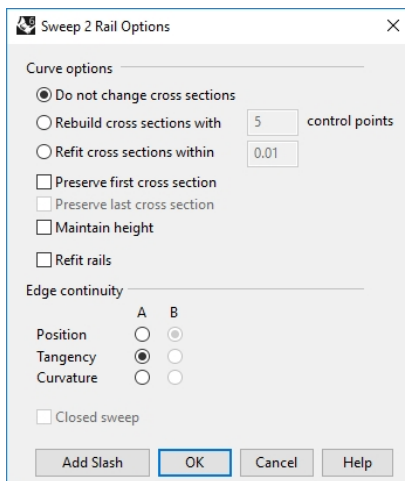 Sweep 2 Rail Options
Curve options
Do not change cross sections
Rebuild cross sections with 5 control points
Refit cross sections within 0.01
Preserve first cross section
Preserve last cross section
Maintain height
Refit rails
Edge continuity
A B
Position
Tangency
Curvature
Closed sweep
Add Slash OK Cancel Help